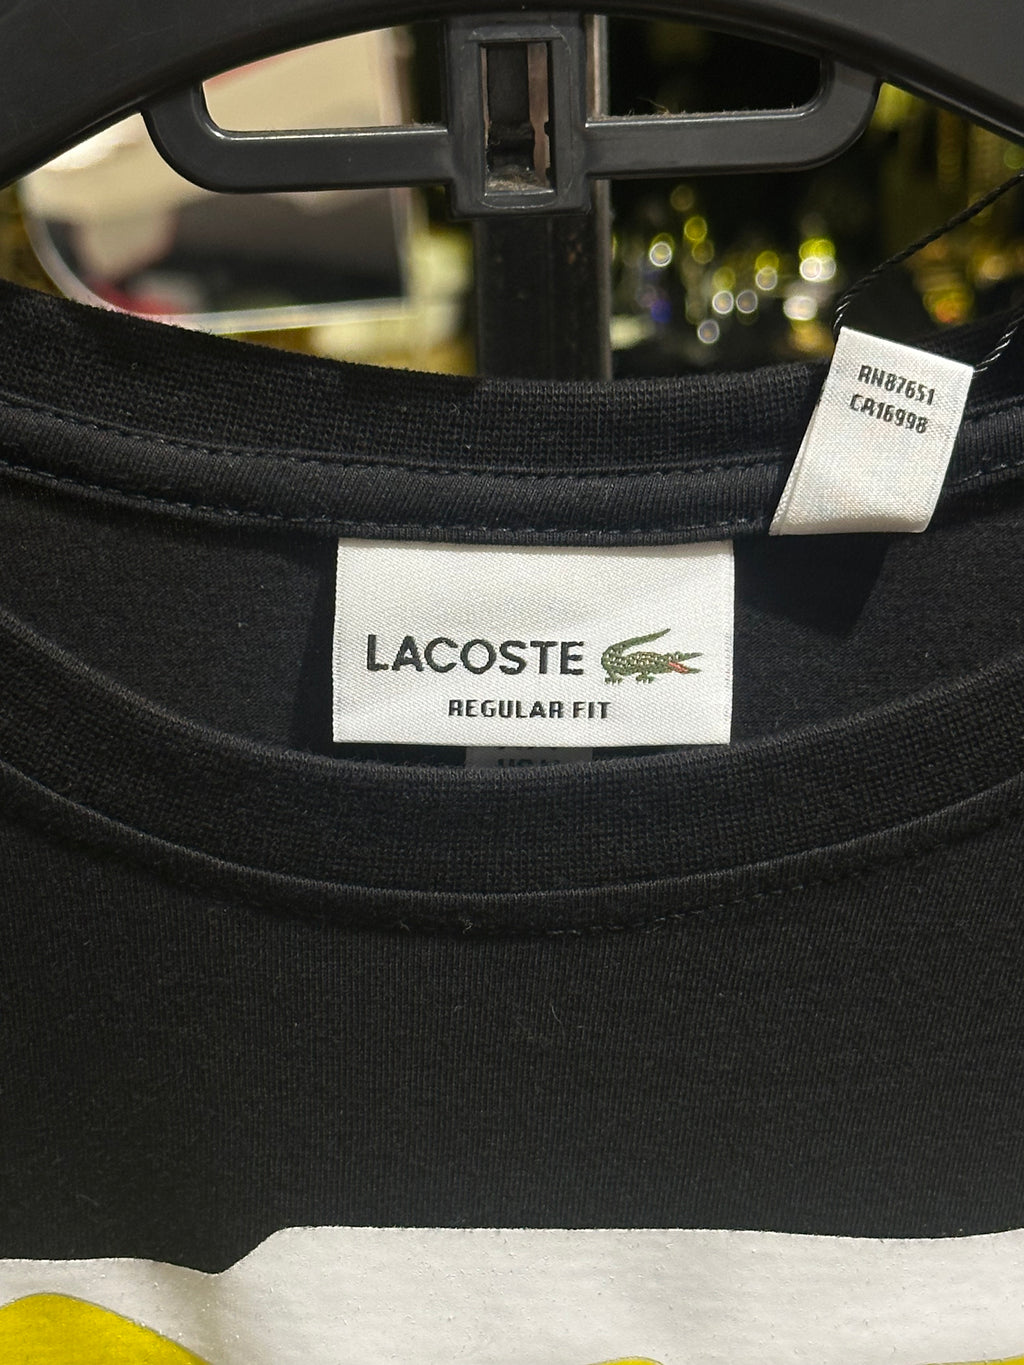 RN87651
CA16998
LACOSTE
REGULAR FIT